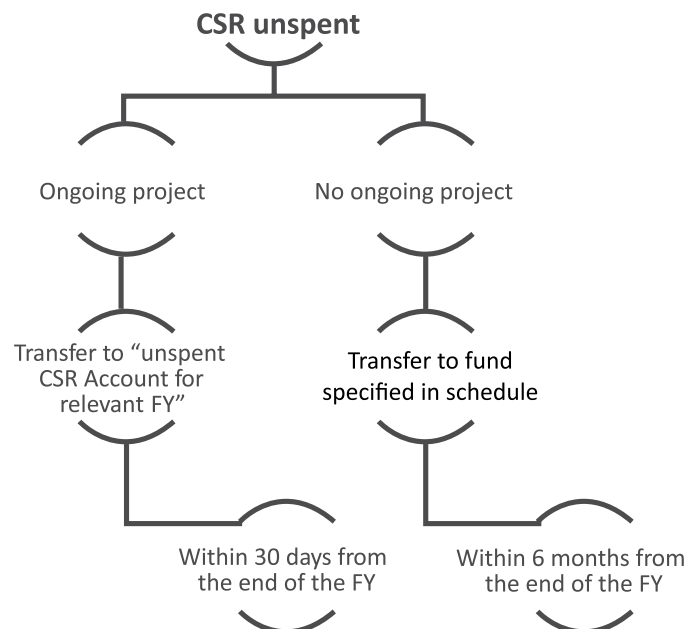 CSR unspent
Ongoing project
No ongoing project
Transfer to “unspent
CSR Account for
relevant FY”
Transfer to fund
specified in schedule
Within 30 days from
the end of the FY
Within 6 months from
the end of the FY